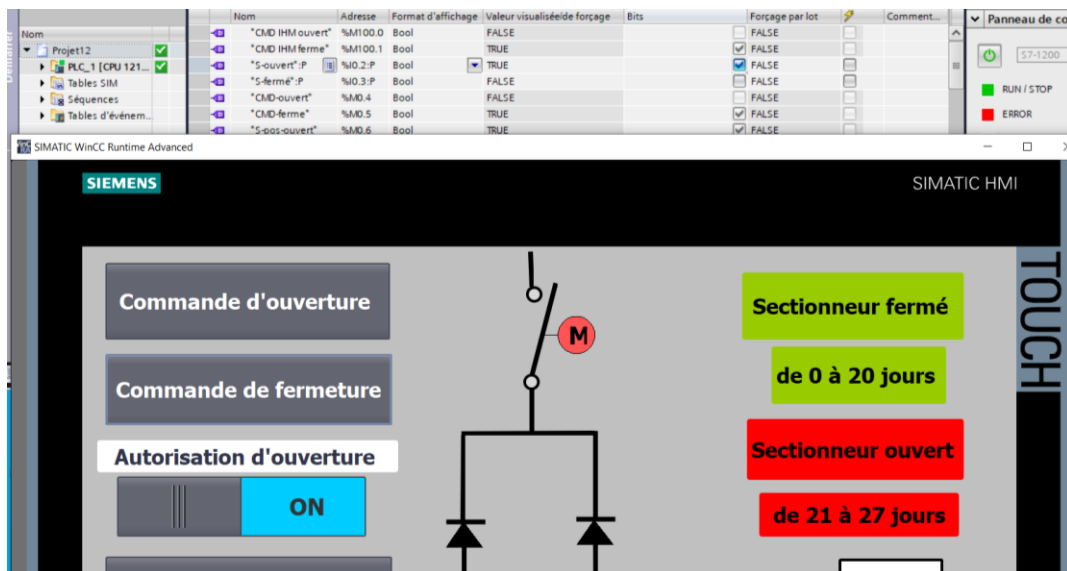 Nom Adresse Format d'affichage Valeur visualisée/de forçage Bits Forçage par lot Comment... Panneau de co
Nom
"CMD IHM ouvert" %M100.0 Bool FALSE FALSE
Projet12 "CMD IHM ferme" %M100.1 Bool TRUE FALSE S7-1200
PLC_1 [CPU 121... "S-ouvert":P %I0.2:P Bool TRUE FALSE
Tables SIM "S-fermé":P %I0.3:P Bool FALSE FALSE RUN / STOP
Séquences "CMD-ouvert" %M0.4 Bool FALSE FALSE
Tables d'événem... "CMD-ferme" %M0.5 Bool TRUE FALSE ERROR
"S-pos-ouvert" %M0.6 Bool TRUE FALSE
SIMATIC WinCC Runtime Advanced
SIEMENS SIMATIC HMI
TOUCH
Commande d'ouverture
Commande de fermeture
Autorisation d'ouverture
ON
M
Sectionneur fermé
de 0 à 20 jours
Sectionneur ouvert
de 21 à 27 jours